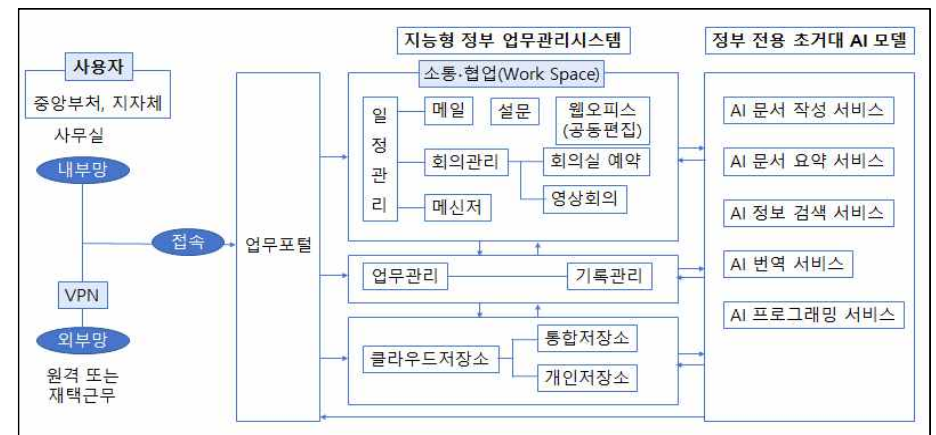 지능형 정부 업무관리시스템
정부 전용 초거대 AI 모델
사용자
중앙부처, 지자체
사무실
내부망
접속
VPN
외부망
원격 또는
재택근무
업무포털
소통·협업(Work Space)
일정관리
메일
설문
웹오피스
(공동편집)
회의관리
회의실 예약
영상회의
메신저
업무관리
기록관리
클라우드저장소
통합저장소
개인저장소
AI 문서 작성 서비스
AI 문서 요약 서비스
AI 정보 검색 서비스
AI 번역 서비스
AI 프로그래밍 서비스